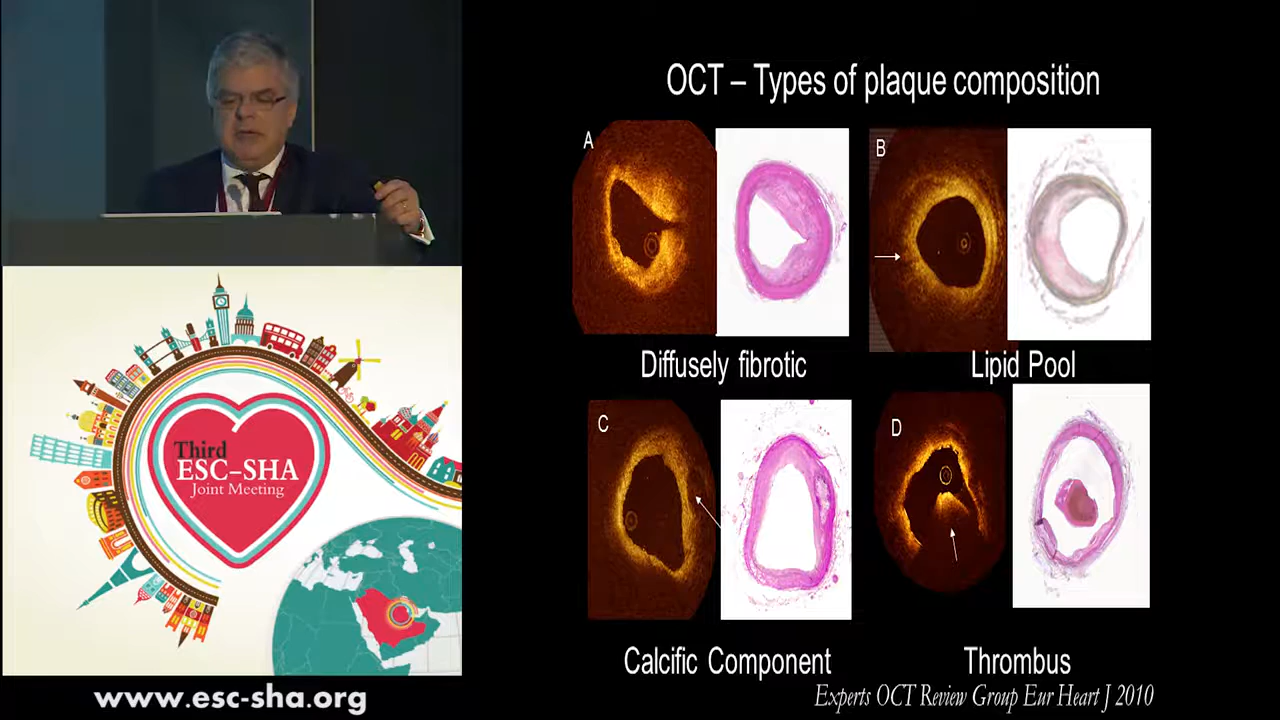 OCT – Types of plaque composition
A
B
Diffusely fibrotic
Lipid Pool
C
D
Calcific Component
Thrombus
Experts OCT Review Group Eur Heart J 2010
Third
ESC-SHA
Joint Meeting
www.esc-sha.org